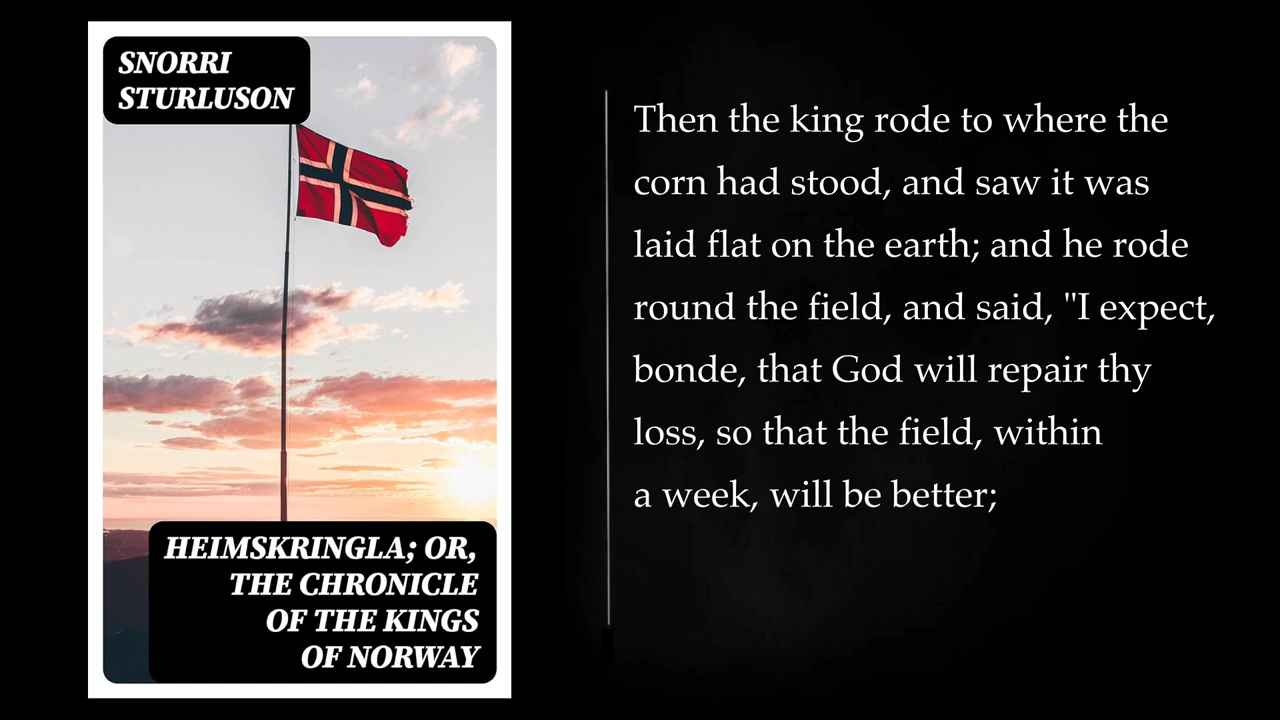 SNORRI
STURLUSON
HEIMSKRINGLA; OR,
THE CHRONICLE
OF THE KINGS
OF NORWAY
Then the king rode to where the
corn had stood, and saw it was
laid flat on the earth; and he rode
round the field, and said, "I expect,
bonde, that God will repair thy
loss, so that the field, within
a week, will be better;